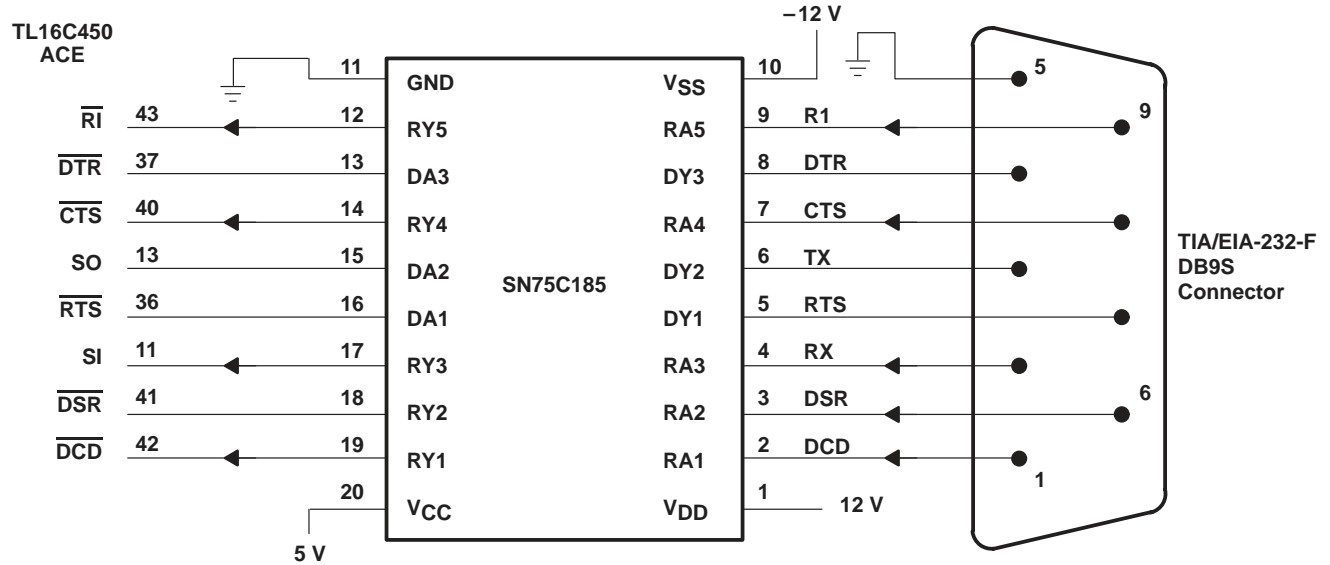 TL16C450
ACE
−12 V
11 GND VSS 10 5
RI 43 12 RY5 RA5 9 R1 9
DTR 37 13 DA3 DY3 8 DTR
CTS 40 14 RY4 RA4 7 CTS
SO 13 15 DA2 DY2 6 TX
SN75C185
TIA/EIA-232-F
DB9S
Connector
RTS 36 16 DA1 DY1 5 RTS
SI 11 17 RY3 RA3 4 RX
DSR 41 18 RY2 RA2 3 DSR 6
DCD 42 19 RY1 RA1 2 DCD 1
20 VCC VDD 1 12 V
5 V